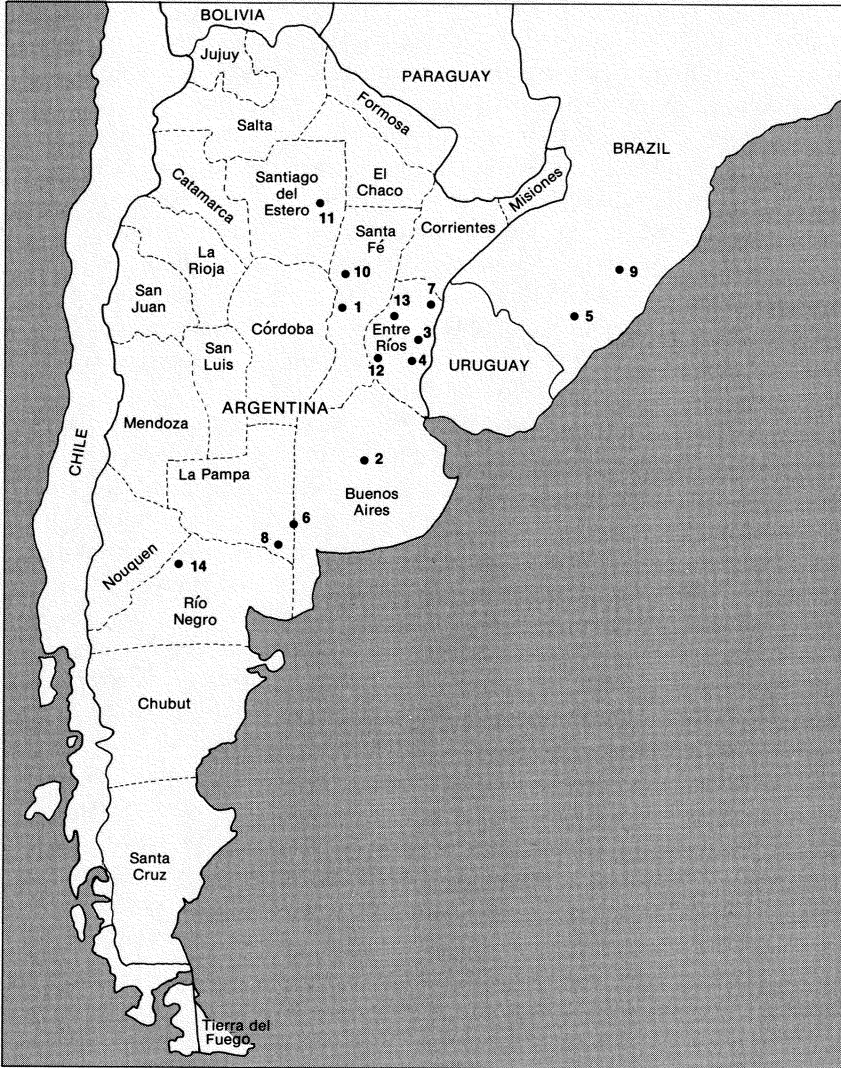 BOLIVIA
Jujuy
PARAGUAY
Formosa
Salta
BRAZIL
El
Chaco
Santiago
del
Estero
Catamarca
Misiones
11
Corrientes
Santa
Fé
La
Rioja
10
9
San
Juan
7
13
1
5
Córdoba
Entre
Ríos
3
San
Luis
4
12
URUGUAY
ARGENTINA
Mendoza
CHILE
2
La Pampa
Buenos
Aires
6
8
Nouquen
14
Río
Negro
Chubut
Santa
Cruz
Tierra del
Fuego